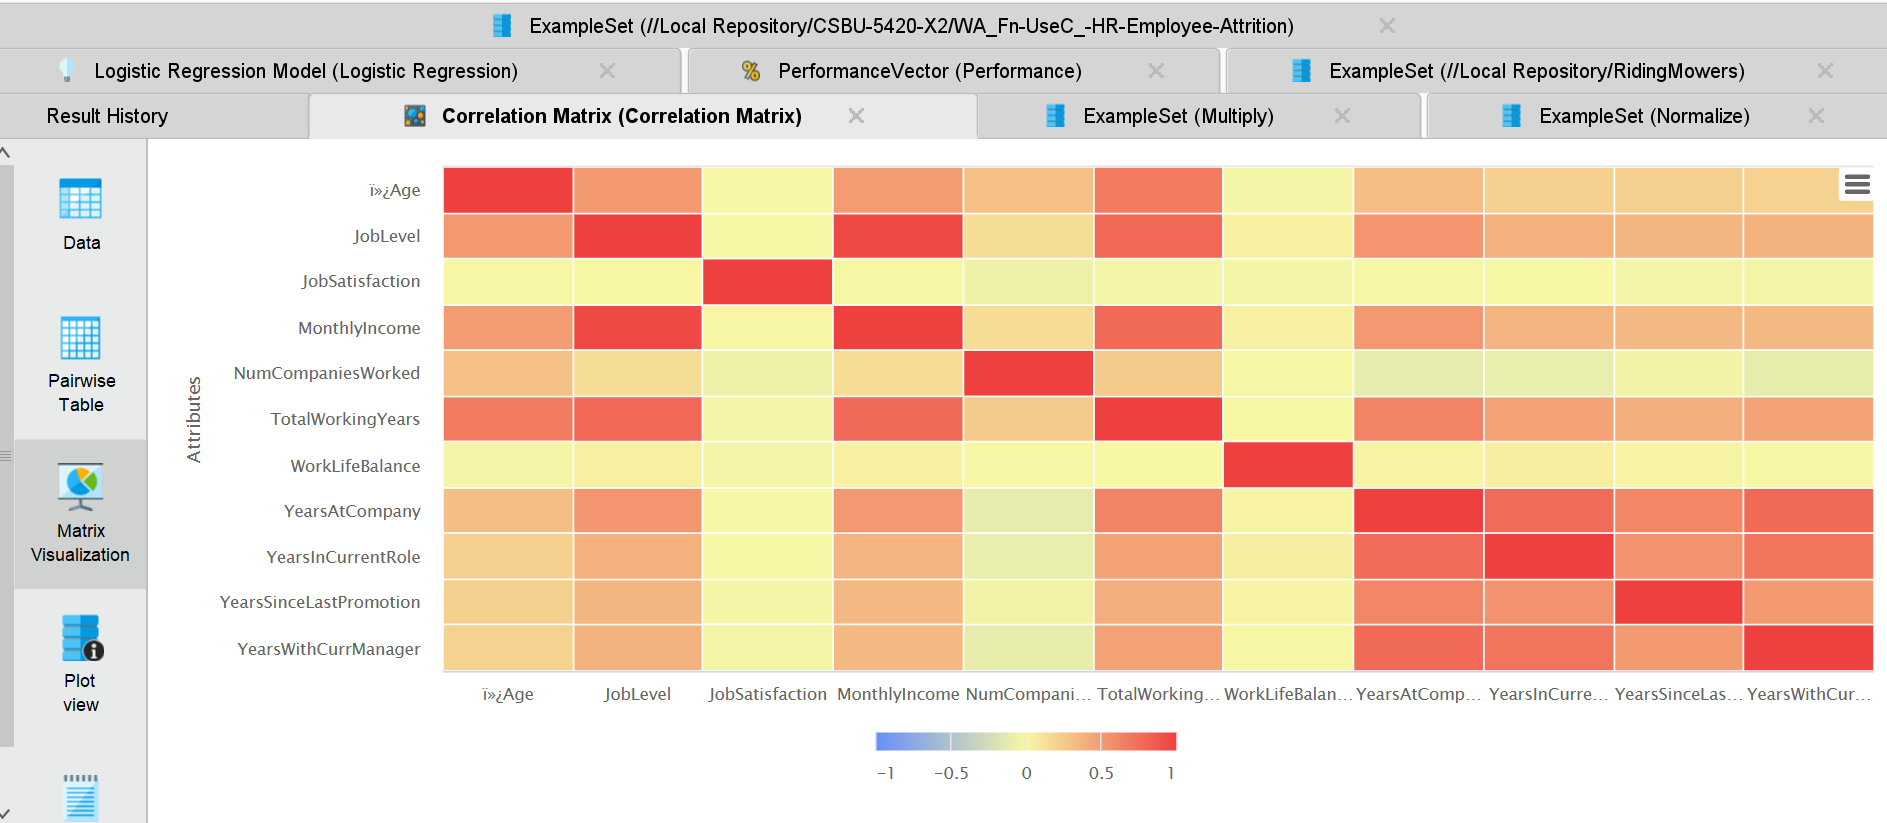 ExampleSet (//Local Repository/CSBU-5420-X2/WA_Fn-UseC_-HR-Employee-Attrition)
Logistic Regression Model (Logistic Regression)
PerformanceVector (Performance)
ExampleSet (//Local Repository/RidingMowers)
Result History
Correlation Matrix (Correlation Matrix)
ExampleSet (Multiply)
ExampleSet (Normalize)
Data
Pairwise
Table
Matrix
Visualization
Plot
view
Attributes
ï»¿Age
JobLevel
JobSatisfaction
MonthlyIncome
NumCompaniesWorked
TotalWorkingYears
WorkLifeBalance
YearsAtCompany
YearsInCurrentRole
YearsSinceLastPromotion
YearsWithCurrManager
ï»¿Age JobLevel JobSatisfaction MonthlyIncome NumCompani... TotalWorking... WorkLifeBalan... YearsAtComp... YearsInCurre... YearsSinceLas... YearsWithCur...
-1 -0.5 0 0.5 1